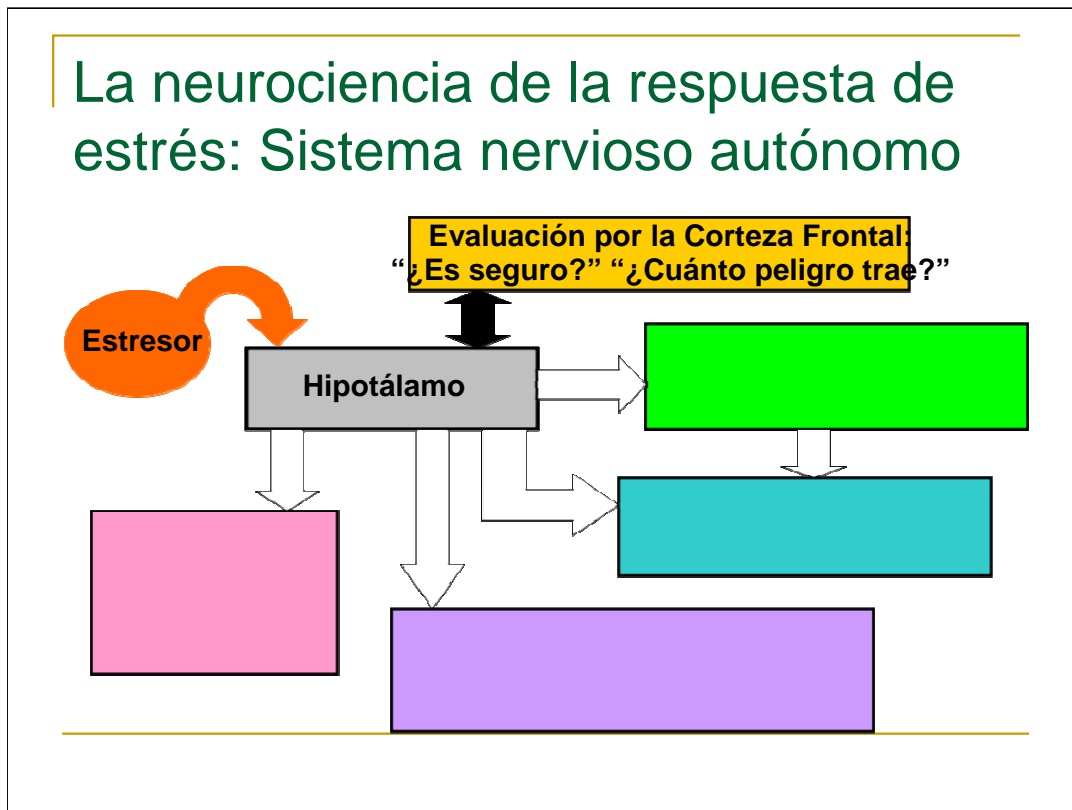 La neurociencia de la respuesta de
estrés: Sistema nervioso autónomo
Evaluación por la Corteza Frontal:
“¿Es seguro?” “¿Cuánto peligro trae?”
Estresor
Hipotálamo